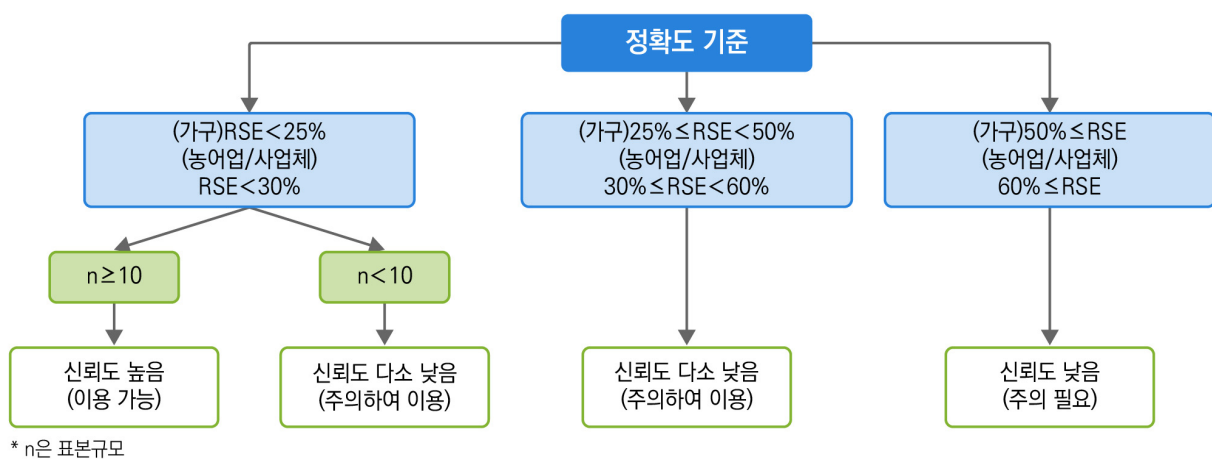 정확도 기준
(가구)RSE<25%
(농어업/사업체)
RSE<30%
(가구)25%≤RSE<50%
(농어업/사업체)
30%≤RSE<60%
(가구)50%≤RSE
(농어업/사업체)
60%≤RSE
n≥10
n<10
신뢰도 높음
(이용 가능)
신뢰도 다소 낮음
(주의하여 이용)
신뢰도 다소 낮음
(주의하여 이용)
신뢰도 낮음
(주의 필요)
* n은 표본규모